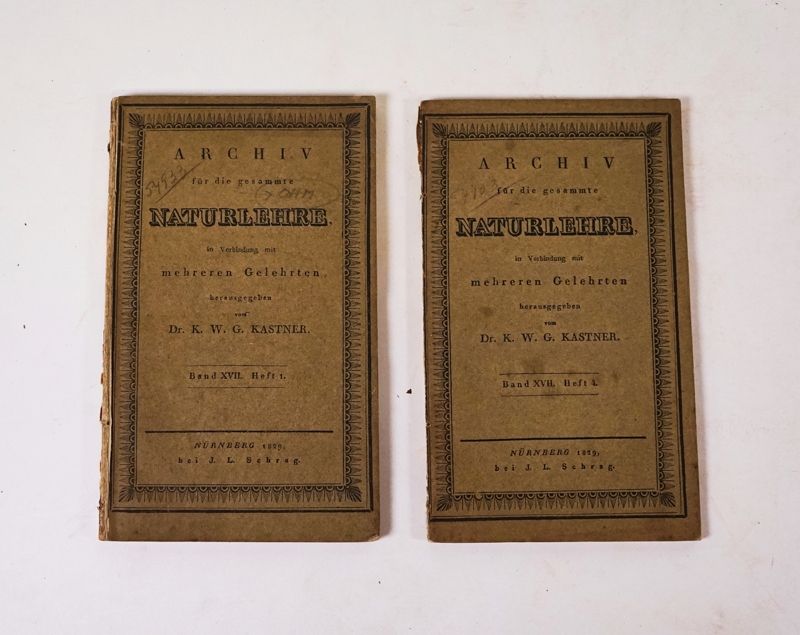 ARCHIV
für die gesammte
NATURLEHRE,
in Verbindung mit
mehreren Gelehrten
herausgegeben
vom
Dr. K. W. G. KASTNER.
Band XVII. Heft 1.
NÜRNBERG 1829,
bei J. L. Schrag.
OHM
ARCHIV
für die gesammte
NATURLEHRE,
in Verbindung mit
mehreren Gelehrten
herausgegeben
vom
Dr. K. W. G. KASTNER.
Band XVII. Heft
NÜRNBERG 1829,
bei J. L. Schrag.